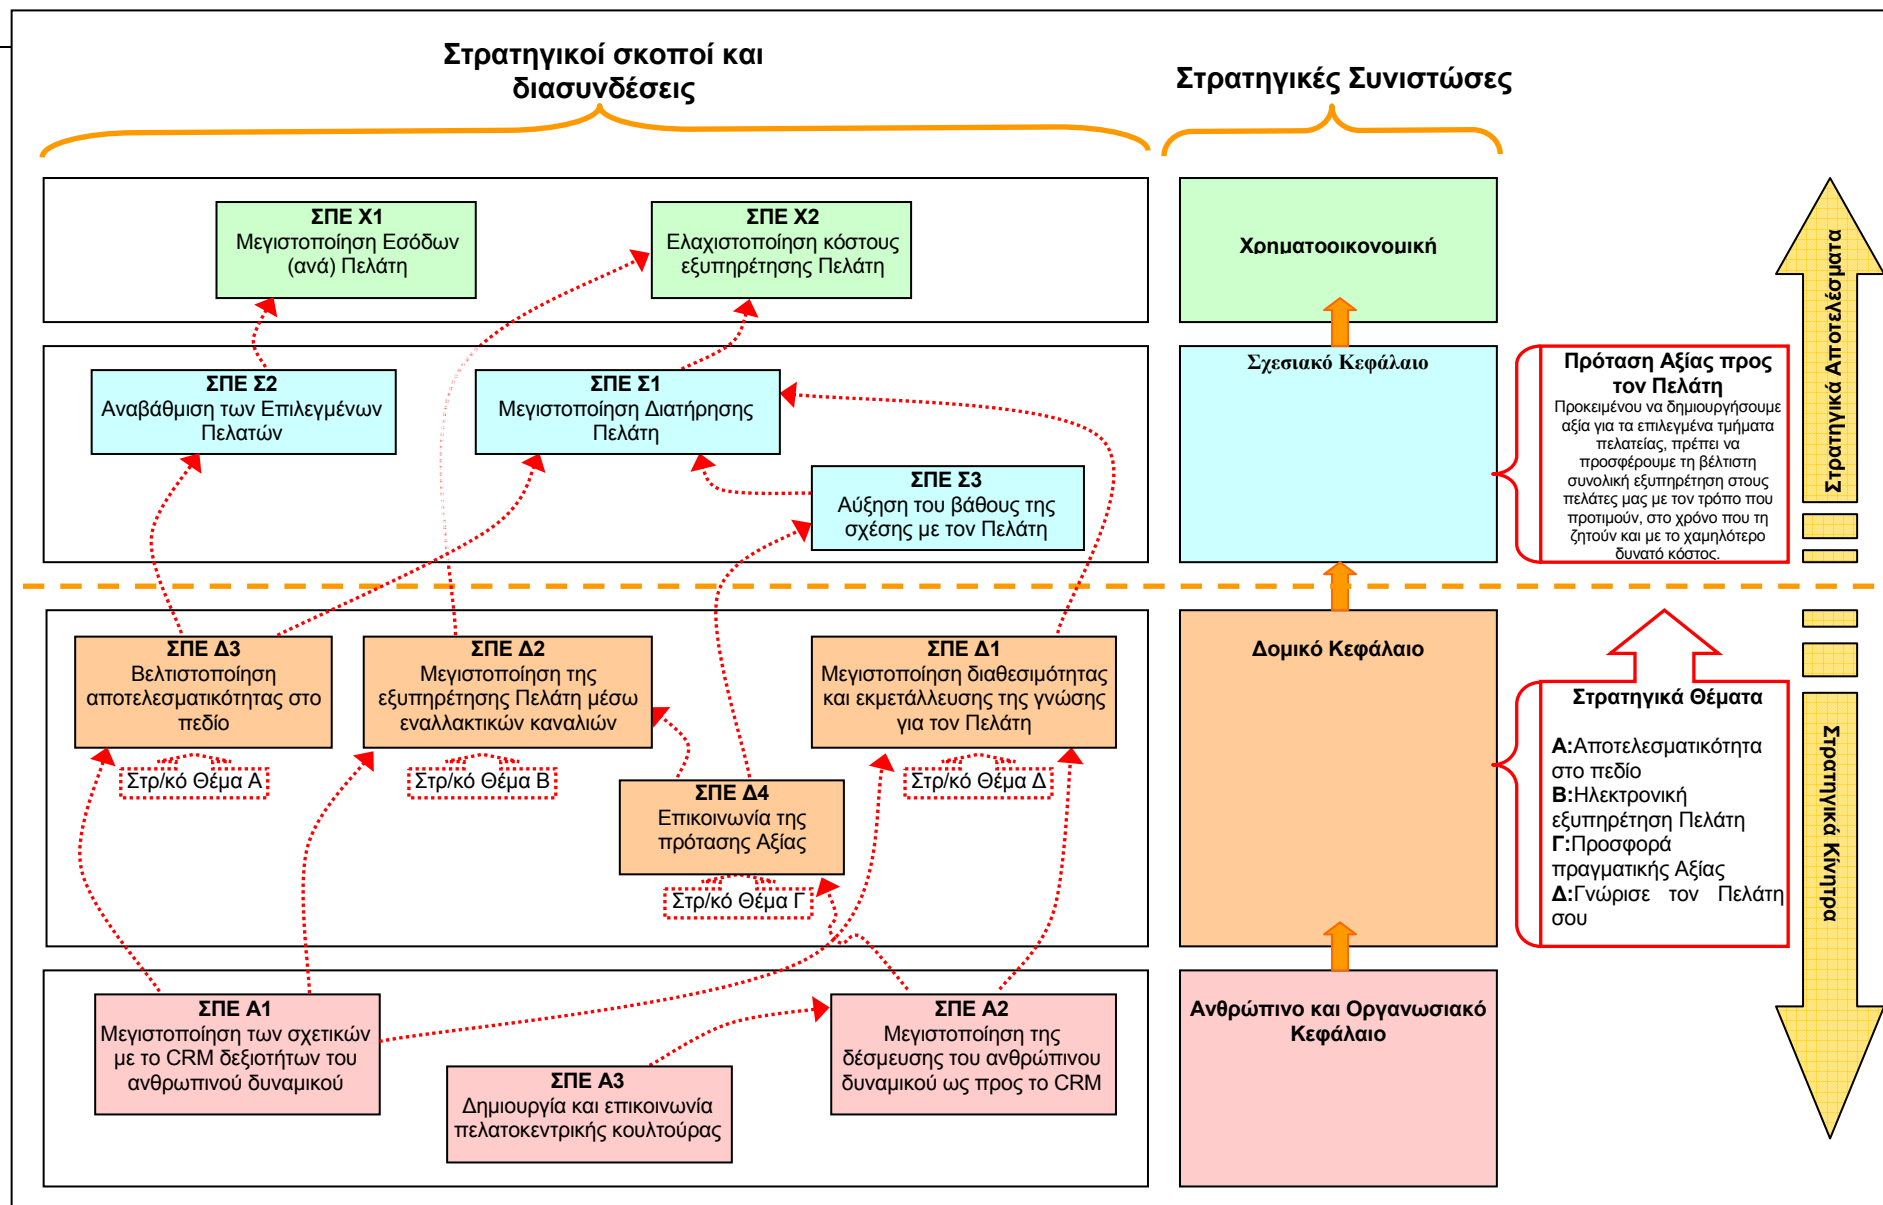 Στρατηγικοί σκοποί και
διασυνδέσεις
Στρατηγικές Συνιστώσες
ΣΠΕ Χ1
Μεγιστοποίηση Εσόδων
(ανά) Πελάτη
ΣΠΕ Χ2
Ελαχιστοποίηση κόστους
εξυπηρέτησης Πελάτη
Χρηματοοικονομική
Στρατηγικά Αποτελέσματα
ΣΠΕ Σ2
Αναβάθμιση των Επιλεγμένων
Πελατών
ΣΠΕ Σ1
Μεγιστοποίηση Διατήρησης
Πελάτη
ΣΠΕ Σ3
Αύξηση του βάθους της
σχέσης με τον Πελάτη
Σχεσιακό Κεφάλαιο
Πρόταση Αξίας προς
τον Πελάτη
Προκειμένου να δημιουργήσουμε
αξία για τα επιλεγμένα τμήματα
πελατείας, πρέπει να
προσφέρουμε τη βέλτιστη
συνολική εξυπηρέτηση στους
πελάτες μας με τον τρόπο που
προτιμούν, στο χρόνο που τη
ζητούν και με το χαμηλότερο
δυνατό κόστος.
ΣΠΕ Δ3
Βελτιστοποίηση
αποτελεσματικότητας στο
πεδίο
Στρ/κό Θέμα Α
ΣΠΕ Δ2
Μεγιστοποίηση της
εξυπηρέτησης Πελάτη μέσω
εναλλακτικών καναλιών
Στρ/κό Θέμα Β
ΣΠΕ Δ1
Μεγιστοποίηση διαθεσιμότητας
και εκμετάλλευσης της γνώσης
για τον Πελάτη
Στρ/κό Θέμα Δ
ΣΠΕ Δ4
Επικοινωνία της
πρότασης Αξίας
Στρ/κό Θέμα Γ
Δομικό Κεφάλαιο
Στρατηγικά Θέματα
Α:Αποτελεσματικότητα
στο πεδίο
Β:Ηλεκτρονική
εξυπηρέτηση Πελάτη
Γ:Προσφορά
πραγματικής Αξίας
Δ:Γνώρισε τον Πελάτη
σου
Στρατηγικά Κίνητρα
ΣΠΕ Α1
Μεγιστοποίηση των σχετικών
με το CRM δεξιοτήτων του
ανθρωπινού δυναμικού
ΣΠΕ Α3
Δημιουργία και επικοινωνία
πελατοκεντρικής κουλτούρας
ΣΠΕ Α2
Μεγιστοποίηση της
δέσμευσης του ανθρώπινου
δυναμικού ως προς το CRM
Ανθρώπινο και Οργανωσιακό
Κεφάλαιο